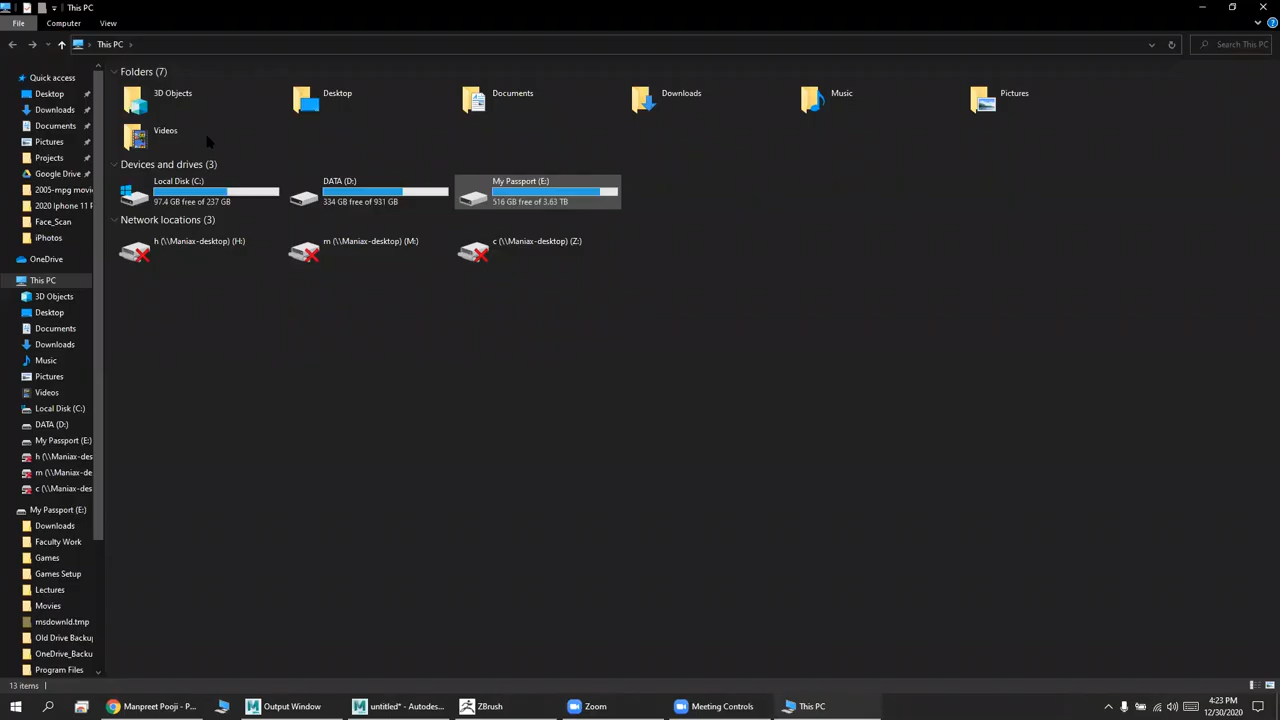 This PC
File
Computer
View
This PC
Search This PC
Quick access
Desktop
Downloads
Documents
Pictures
Projects
Google Drive
2005-mpg movi
2020 Iphone 11 P
Face_Scan
iPhotos
OneDrive
This PC
3D Objects
Desktop
Documents
Downloads
Music
Pictures
Videos
Local Disk (C:)
DATA (D:)
My Passport (E:)
h (\\Maniax-des
m (\\Maniax-de
c (\\Maniax-des
My Passport (E:)
Downloads
Faculty Work
Games
Games Setup
Lectures
Movies
msdownld.tmp
Old Drive Backup
OneDrive_Backu
Program Files
Folders (7)
3D Objects
Desktop
Documents
Downloads
Music
Pictures
Videos
Devices and drives (3)
Local Disk (C:)
97.4 GB free of 237 GB
DATA (D:)
334 GB free of 931 GB
My Passport (E:)
516 GB free of 3.63 TB
Network locations (3)
h (\\Maniax-desktop) (H:)
m (\\Maniax-desktop) (M:)
c (\\Maniax-desktop) (Z:)
13 items
Manpreet Pooji - P...
Output Window
untitled* - Autodes...
ZBrush
Zoom
Meeting Controls
This PC
4:23 PM
12/30/2020